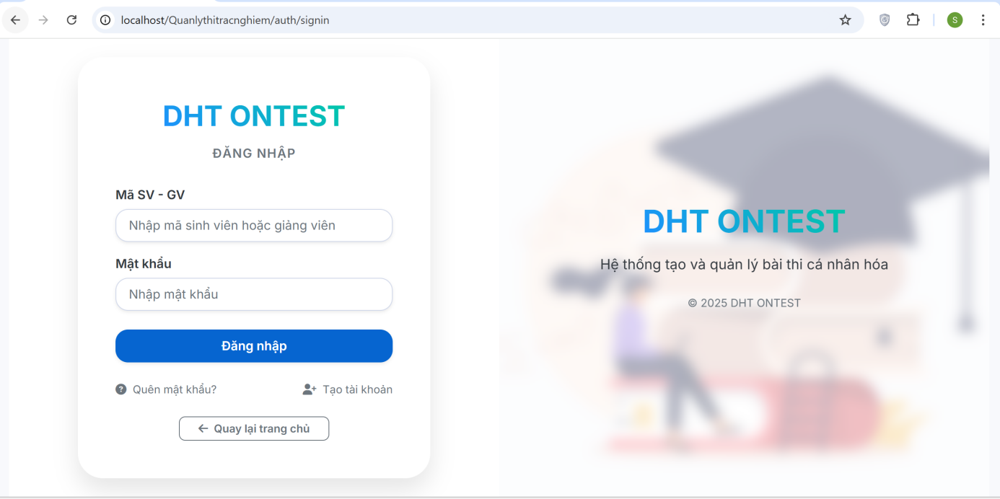 localhost/Quanlythitracnghiem/auth/signin
S
DHT ONTEST
ĐĂNG NHẬP
Mã SV - GV
Nhập mã sinh viên hoặc giảng viên
Mật khẩu
Nhập mật khẩu
Đăng nhập
Quên mật khẩu?
Tạo tài khoản
Quay lại trang chủ
DHT ONTEST
Hệ thống tạo và quản lý bài thi cá nhân hóa
© 2025 DHT ONTEST